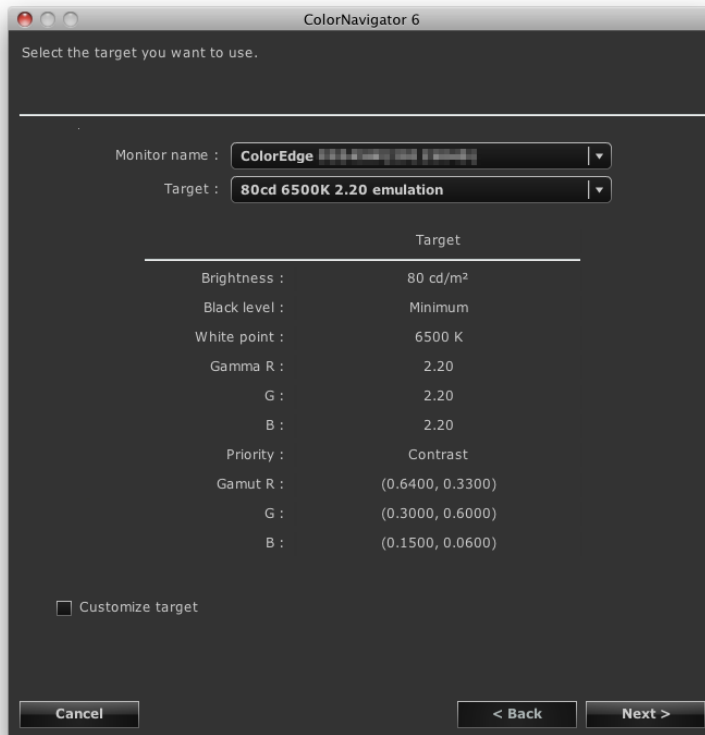 ColorNavigator 6
Select the target you want to use.
Monitor name : ColorEdge
Target : 80cd 6500K 2.20 emulation
Target
Brightness : 80 cd/m²
Black level : Minimum
White point : 6500 K
Gamma R : 2.20
G : 2.20
B : 2.20
Priority : Contrast
Gamut R : (0.6400, 0.3300)
G : (0.3000, 0.6000)
B : (0.1500, 0.0600)
Customize target
Cancel < Back Next >